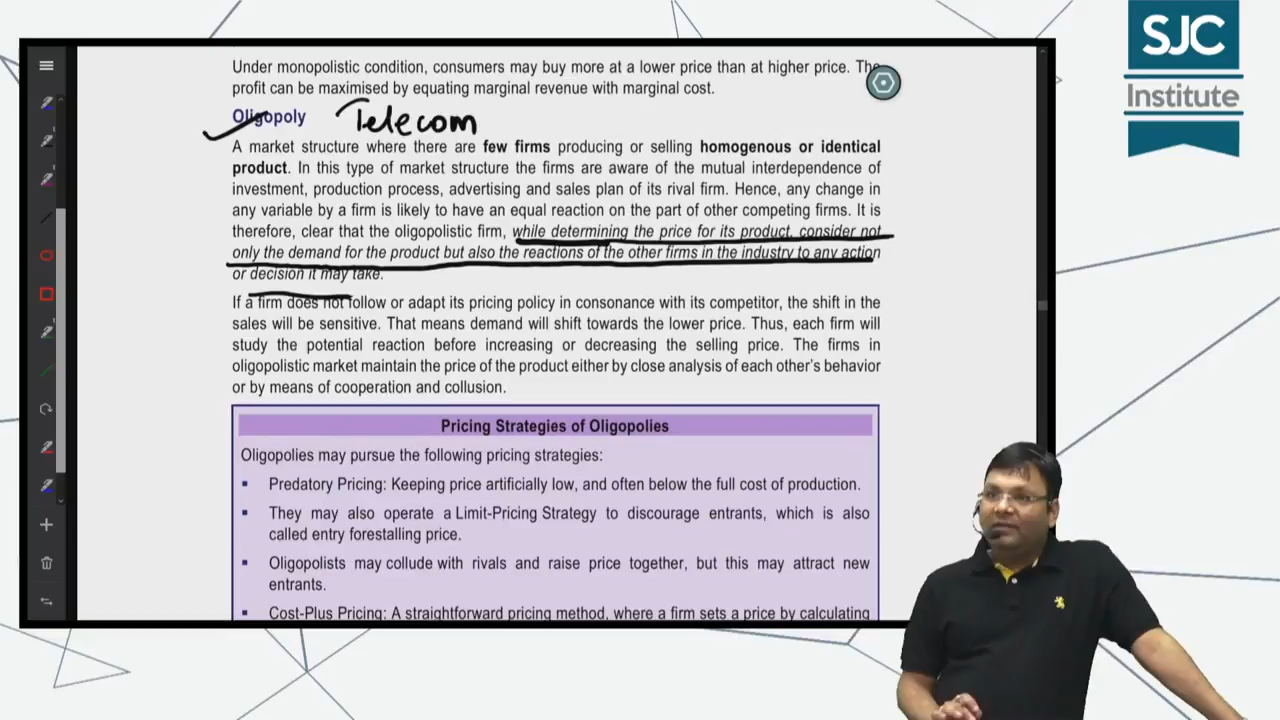 SJC
Institute
Under monopolistic condition, consumers may buy more at a lower price than at higher price. The
profit can be maximised by equating marginal revenue with marginal cost.
Oligopoly Telecom
A market structure where there are few firms producing or selling homogenous or identical
product. In this type of market structure the firms are aware of the mutual interdependence of
investment, production process, advertising and sales plan of its rival firm. Hence, any change in
any variable by a firm is likely to have an equal reaction on the part of other competing firms. It is
therefore, clear that the oligopolistic firm, while determining the price for its product, consider not
only the demand for the product but also the reactions of the other firms in the industry to any action
or decision it may take.
If a firm does not follow or adapt its pricing policy in consonance with its competitor, the shift in the
sales will be sensitive. That means demand will shift towards the lower price. Thus, each firm will
study the potential reaction before increasing or decreasing the selling price. The firms in
oligopolistic market maintain the price of the product either by close analysis of each other's behavior
or by means of cooperation and collusion.
Pricing Strategies of Oligopolies
Oligopolies may pursue the following pricing strategies:
▪ Predatory Pricing: Keeping price artificially low, and often below the full cost of production.
▪ They may also operate a Limit-Pricing Strategy to discourage entrants, which is also
called entry forestalling price.
▪ Oligopolists may collude with rivals and raise price together, but this may attract new
entrants.
▪ Cost-Plus Pricing: A straightforward pricing method, where a firm sets a price by calculating